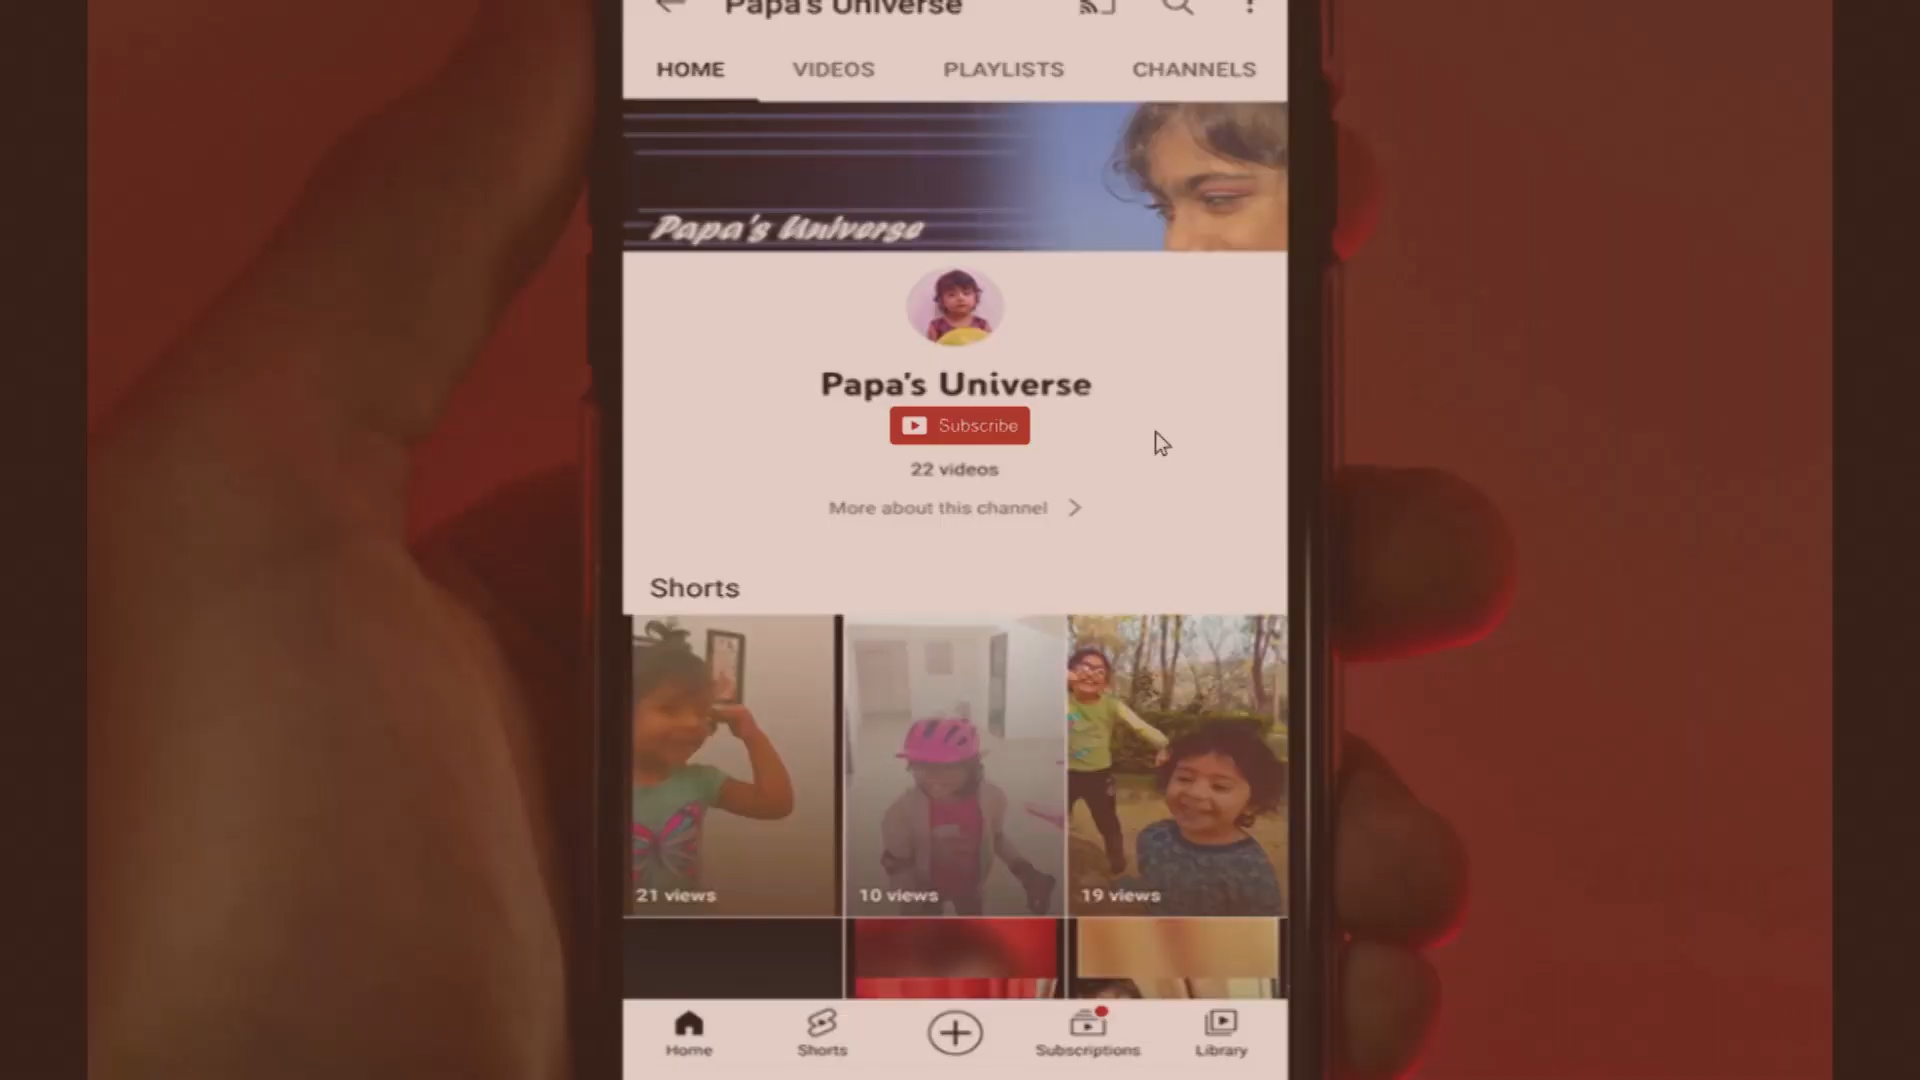 Papa's Universe
HOME VIDEOS PLAYLISTS CHANNELS
Papa's Universe
Papa's Universe
Subscribe
22 videos
More about this channel
Shorts
21 views 10 views 19 views
Home Shorts Subscriptions Library